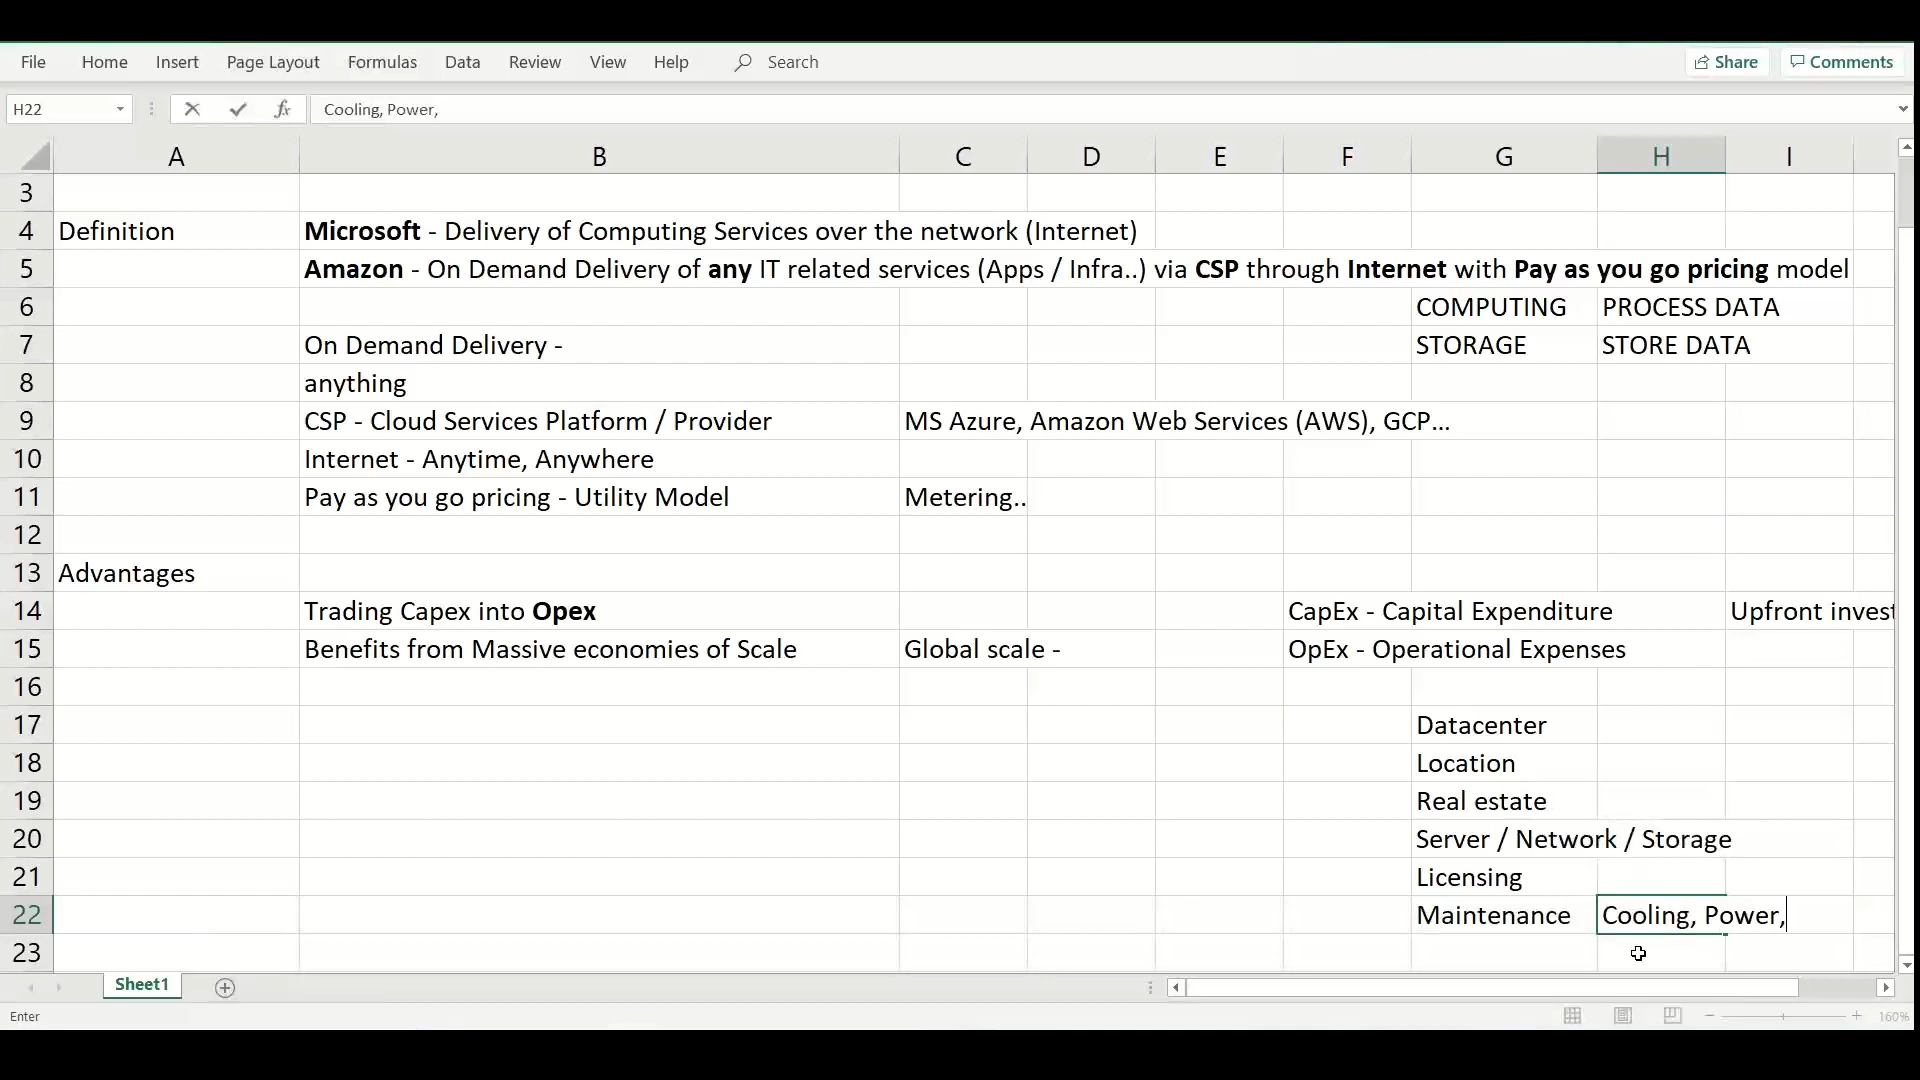 File Home Insert Page Layout Formulas Data Review View Help Search Share Comments
H22 fx Cooling, Power,
A B C D E F G H I
3
4 Definition Microsoft - Delivery of Computing Services over the network (Internet)
5 Amazon - On Demand Delivery of any IT related services (Apps / Infra..) via CSP through Internet with Pay as you go pricing model
6 COMPUTING PROCESS DATA
7 On Demand Delivery - STORAGE STORE DATA
8 anything
9 CSP - Cloud Services Platform / Provider MS Azure, Amazon Web Services (AWS), GCP...
10 Internet - Anytime, Anywhere
11 Pay as you go pricing - Utility Model Metering..
12
13 Advantages
14 Trading Capex into Opex CapEx - Capital Expenditure Upfront invest
15 Benefits from Massive economies of Scale Global scale - OpEx - Operational Expenses
16
17 Datacenter
18 Location
19 Real estate
20 Server / Network / Storage
21 Licensing
22 Maintenance Cooling, Power,
23
Sheet1
Enter 160%